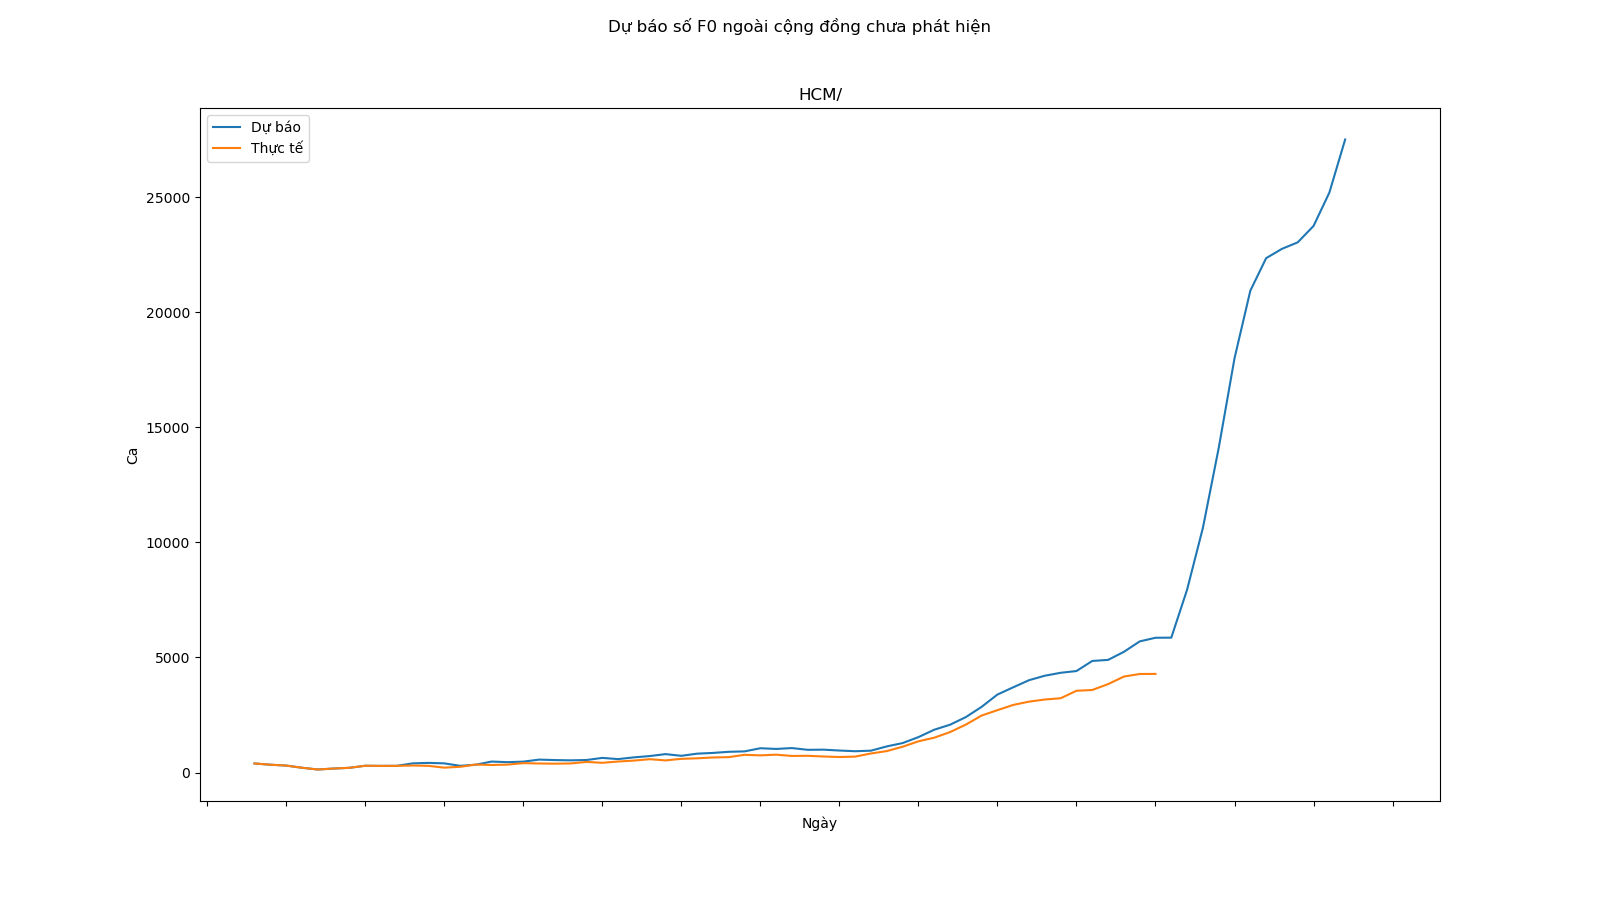 Dự báo số F0 ngoài cộng đồng chưa phát hiện
HCM/
Dự báo
Thực tế
25000
20000
15000
10000
5000
0
Ca
Ngày